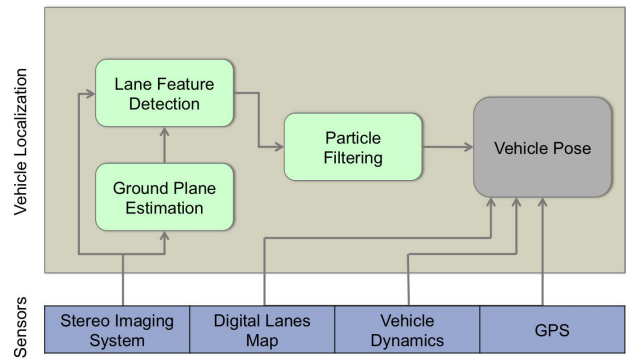 Vehicle Localization
Lane Feature
Detection
Particle
Filtering
Vehicle Pose
Ground Plane
Estimation
Sensors
Stereo Imaging
System
Digital Lanes
Map
Vehicle
Dynamics
GPS